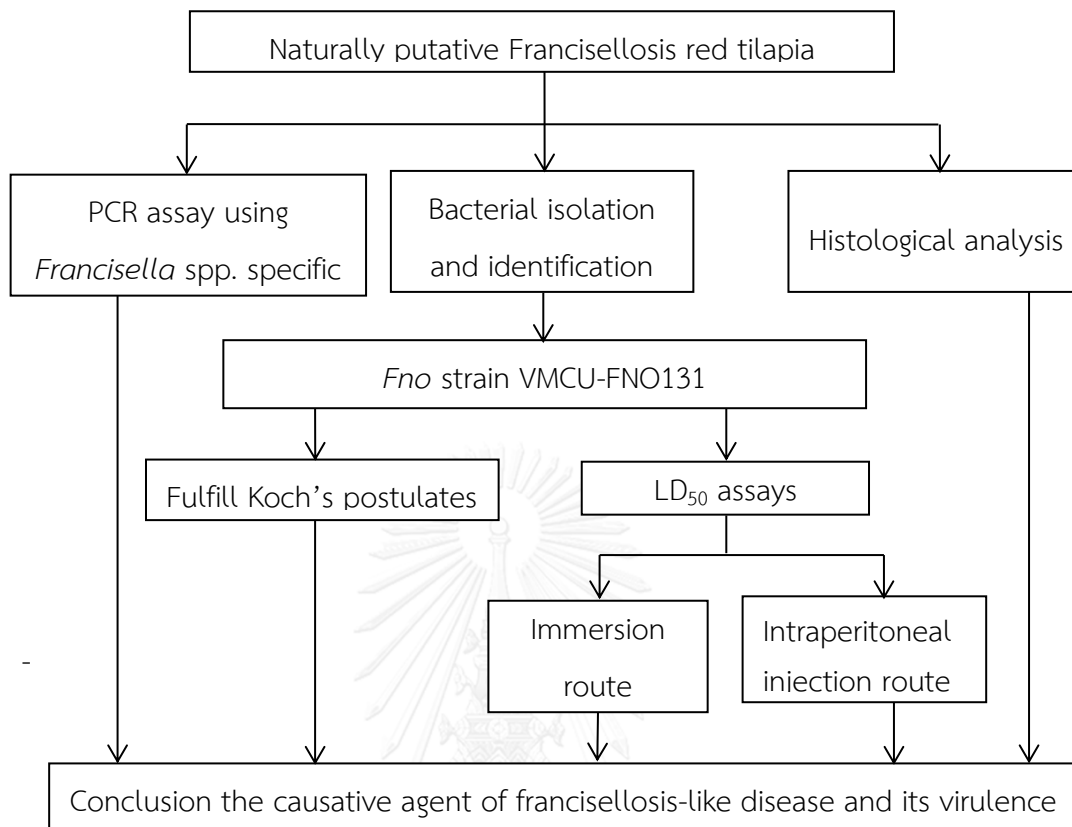 Naturally putative Francisellosis red tilapia
PCR assay using
Francisella spp. specific
Bacterial isolation
and identification
Histological analysis
Fno strain VMCU-FNO131
Fulfill Koch's postulates
LD50 assays
Immersion
route
Intraperitoneal
injection route
-
Conclusion the causative agent of francisellosis-like disease and its virulence